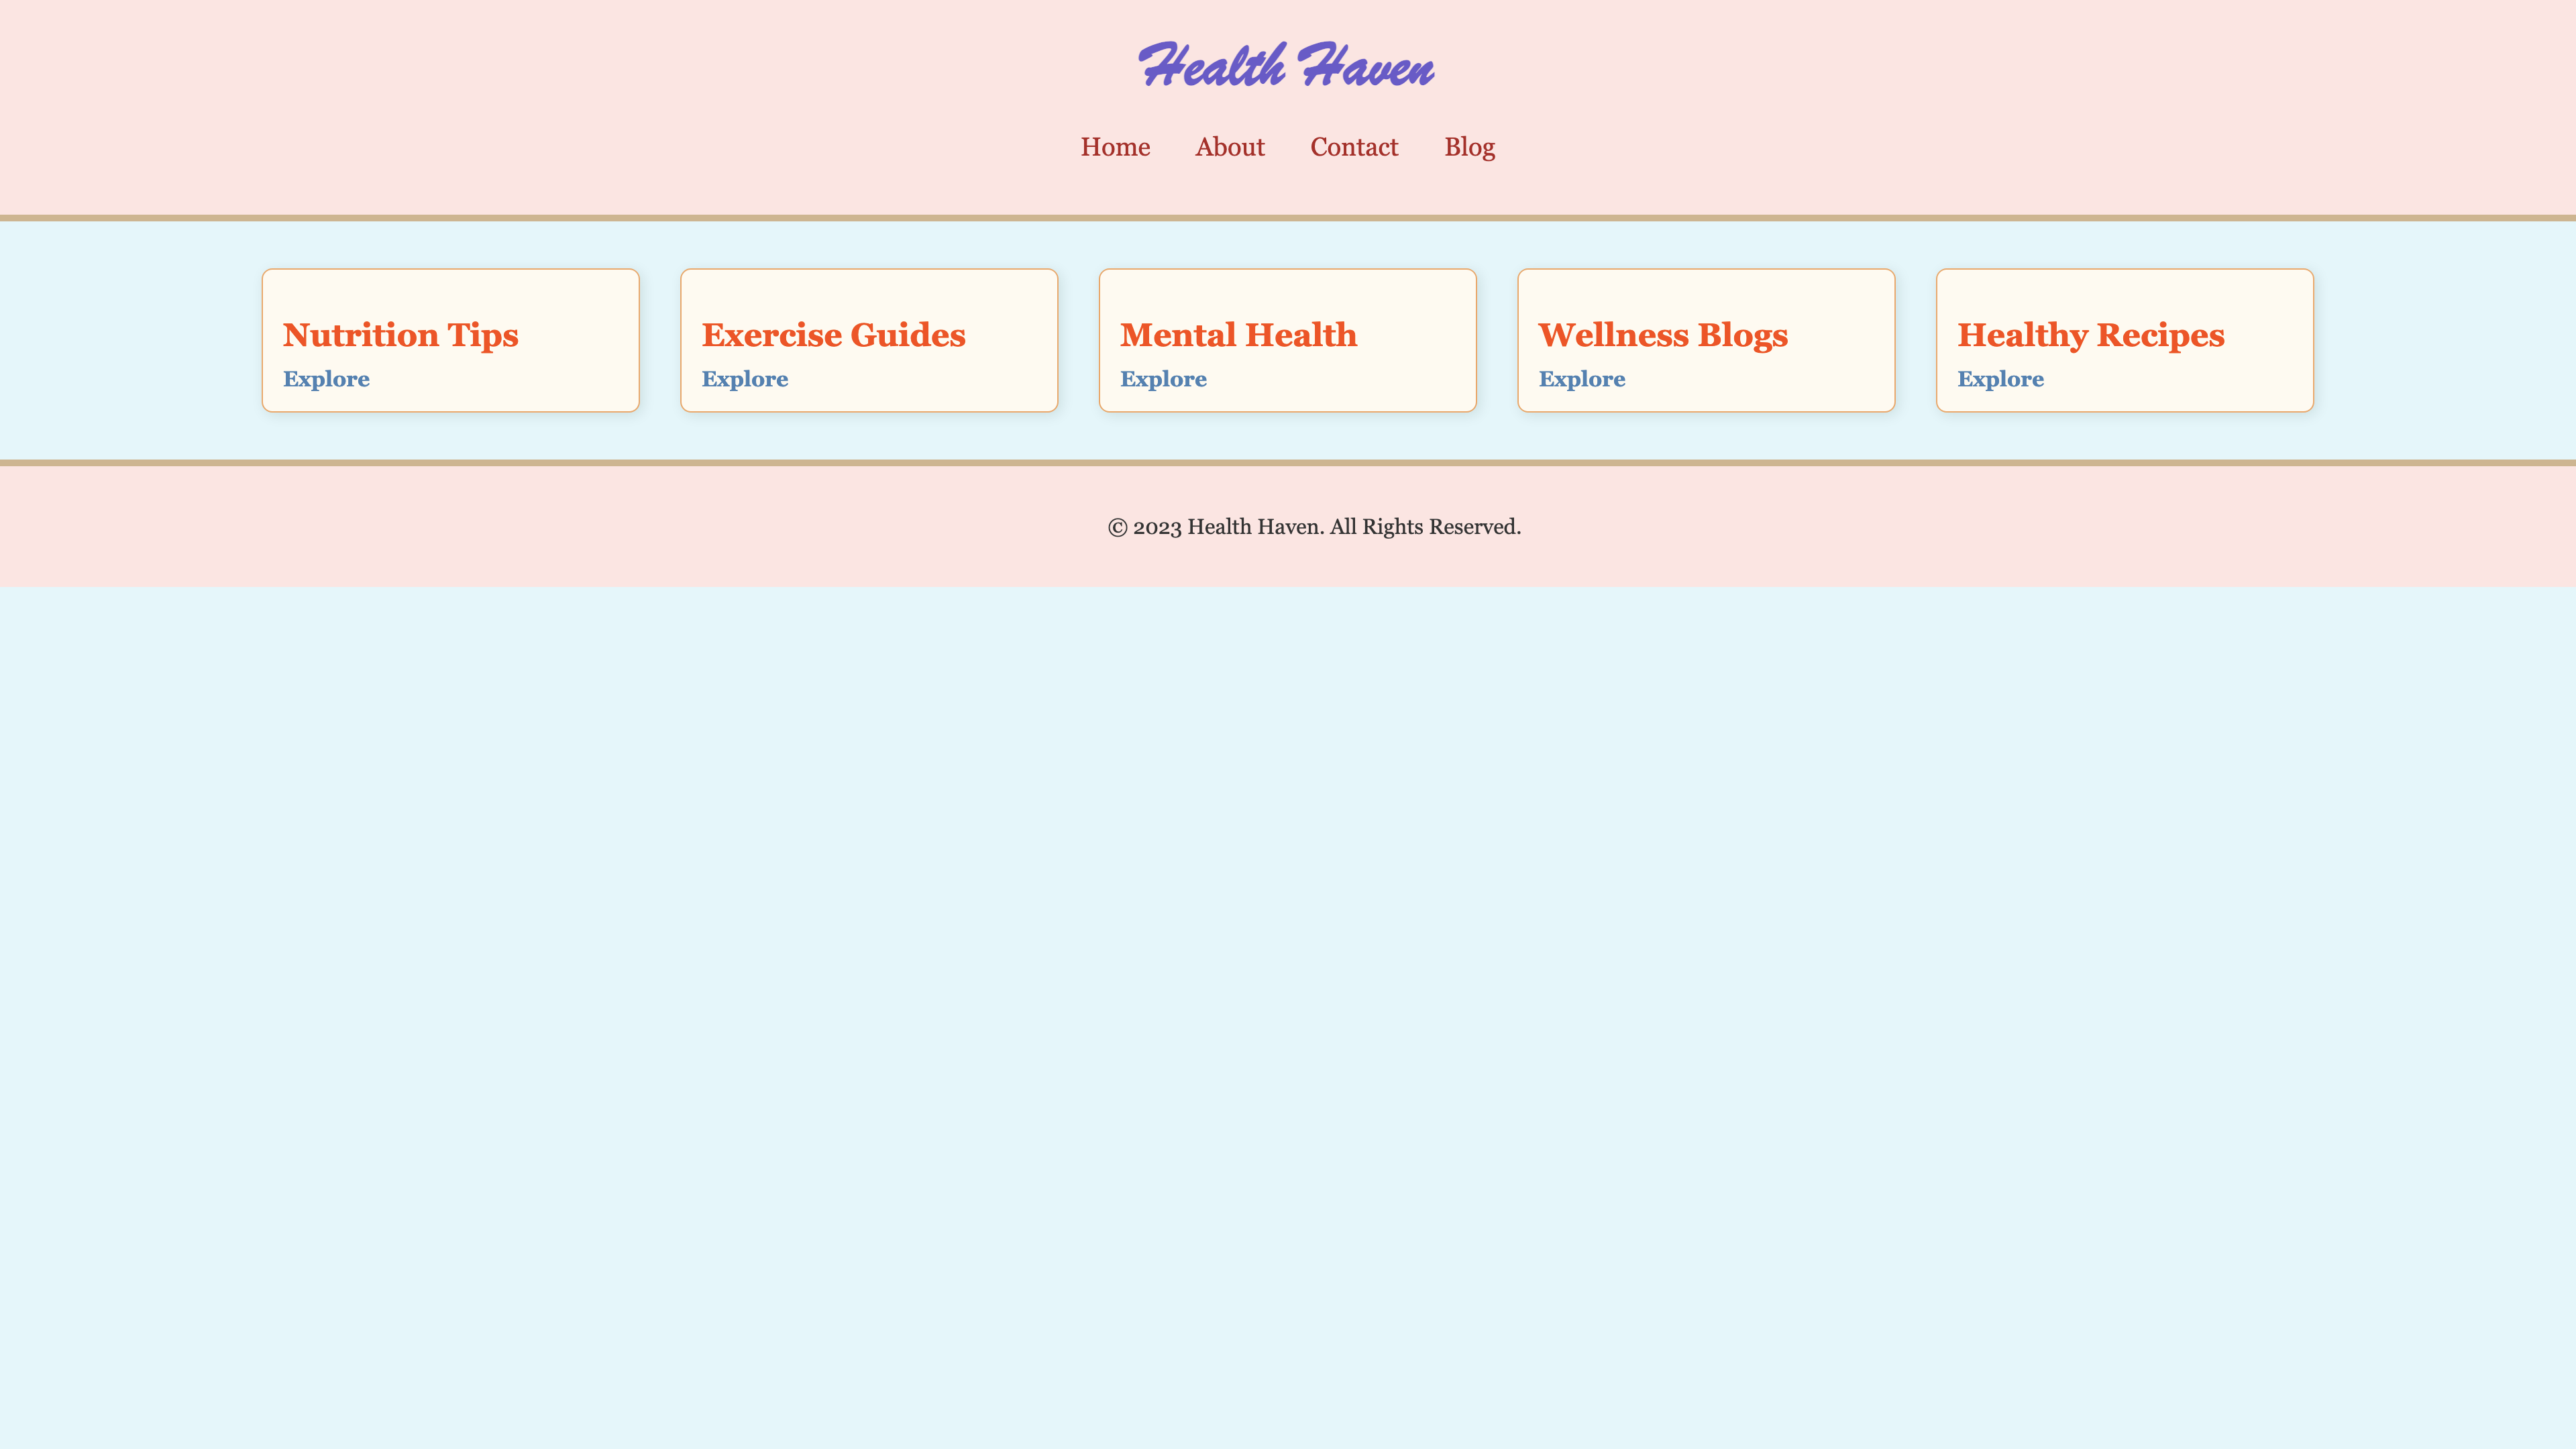 Health Haven
Home About Contact Blog
Nutrition Tips
Explore
Exercise Guides
Explore
Mental Health
Explore
Wellness Blogs
Explore
Healthy Recipes
Explore
© 2023 Health Haven. All Rights Reserved.